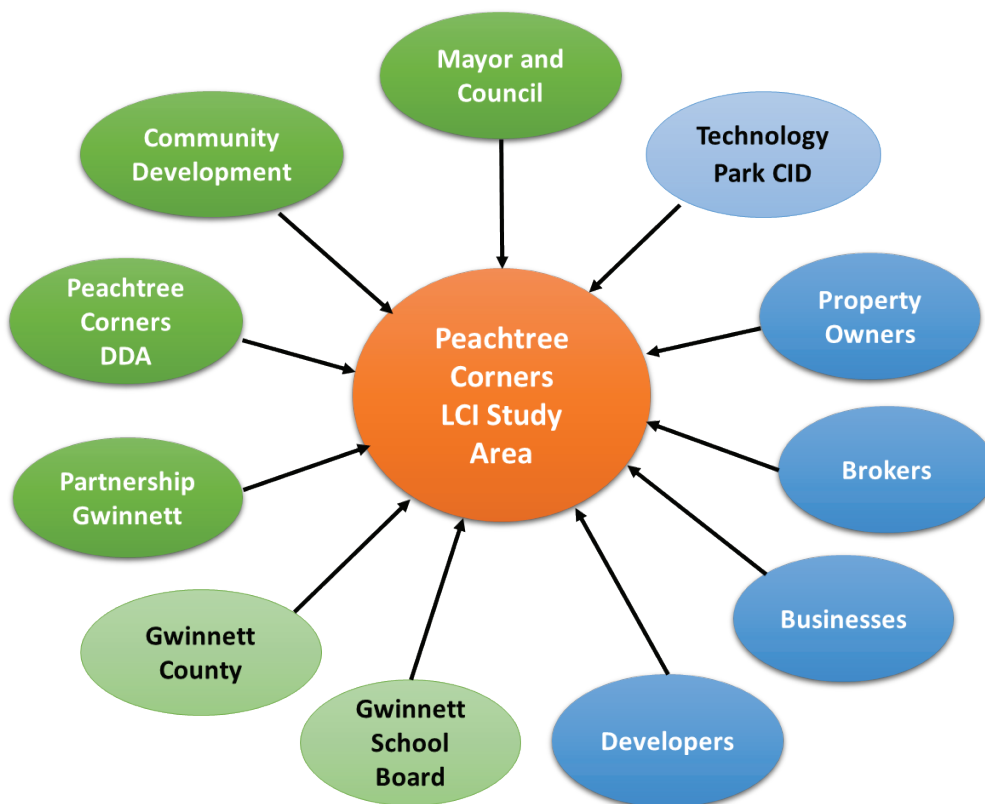 Mayor and
Council
Technology
Park CID
Community
Development
Peachtree
Corners
DDA
Property
Owners
Peachtree
Corners
LCI Study
Area
Brokers
Partnership
Gwinnett
Businesses
Gwinnett
County
Gwinnett
School
Board
Developers